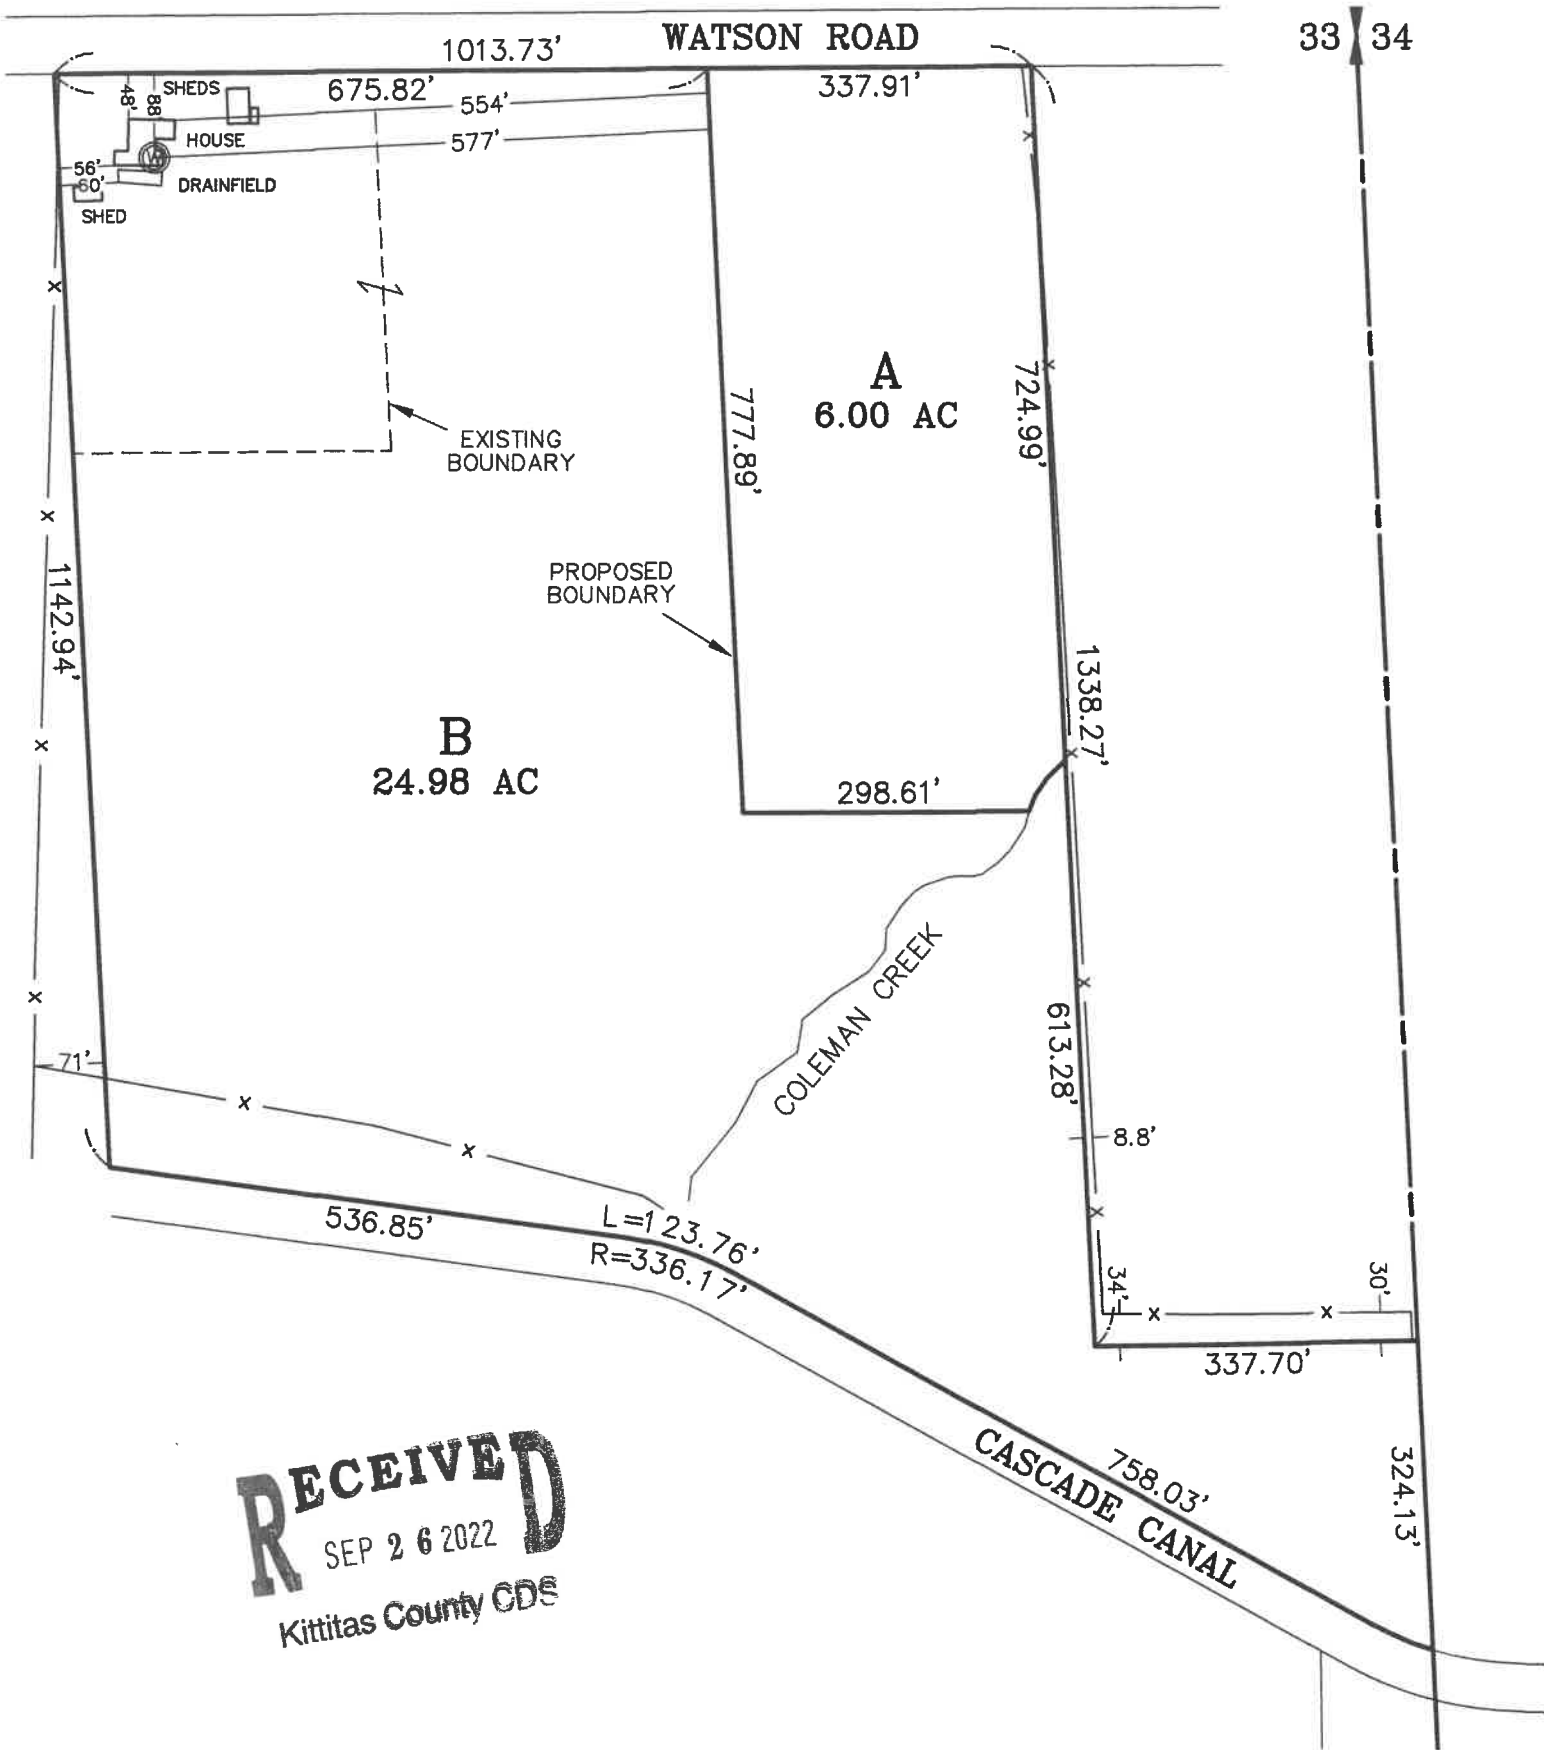 WATSON ROAD
33 34
1013.73'
675.82'
337.91'
48'
88'
SHEDS
554'
HOUSE
577'
56'
60'
DRAINFIELD
SHED
A
6.00 AC
724.99'
777.89'
EXISTING
BOUNDARY
PROPOSED
BOUNDARY
1142.94'
1338.27'
B
24.98 AC
298.61'
COLEMAN CREEK
613.28'
71'
8.8'
536.85'
L=123.76'
R=336.17'
34'
30'
337.70'
CASCADE CANAL
758.03'
324.13'
RECEIVED
SEP 26 2022
Kittitas County CDS